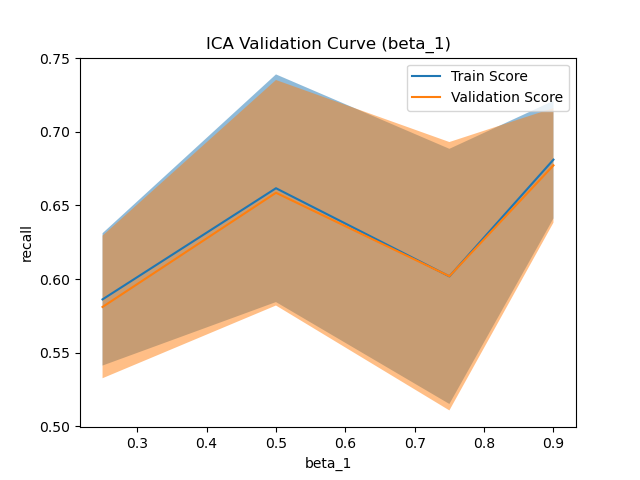 ICA Validation Curve (beta_1)
Train Score
Validation Score
recall
0.75
0.70
0.65
0.60
0.55
0.50
0.3 0.4 0.5 0.6 0.7 0.8 0.9
beta_1